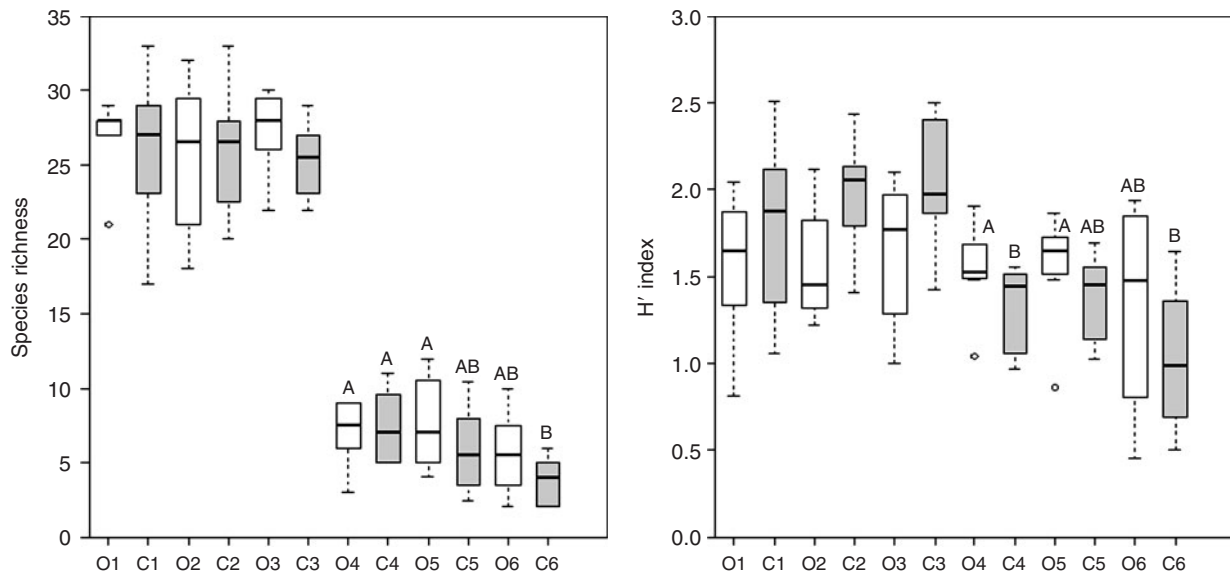 35
30
25
20
15
10
5
0
Species richness
A
A
A
AB
AB
B
O1 C1 O2 C2 O3 C3 O4 C4 O5 C5 O6 C6
3.0
2.5
2.0
1.5
1.0
0.5
0.0
H′ index
A
B
A
AB
AB
B
O1 C1 O2 C2 O3 C3 O4 C4 O5 C5 O6 C6